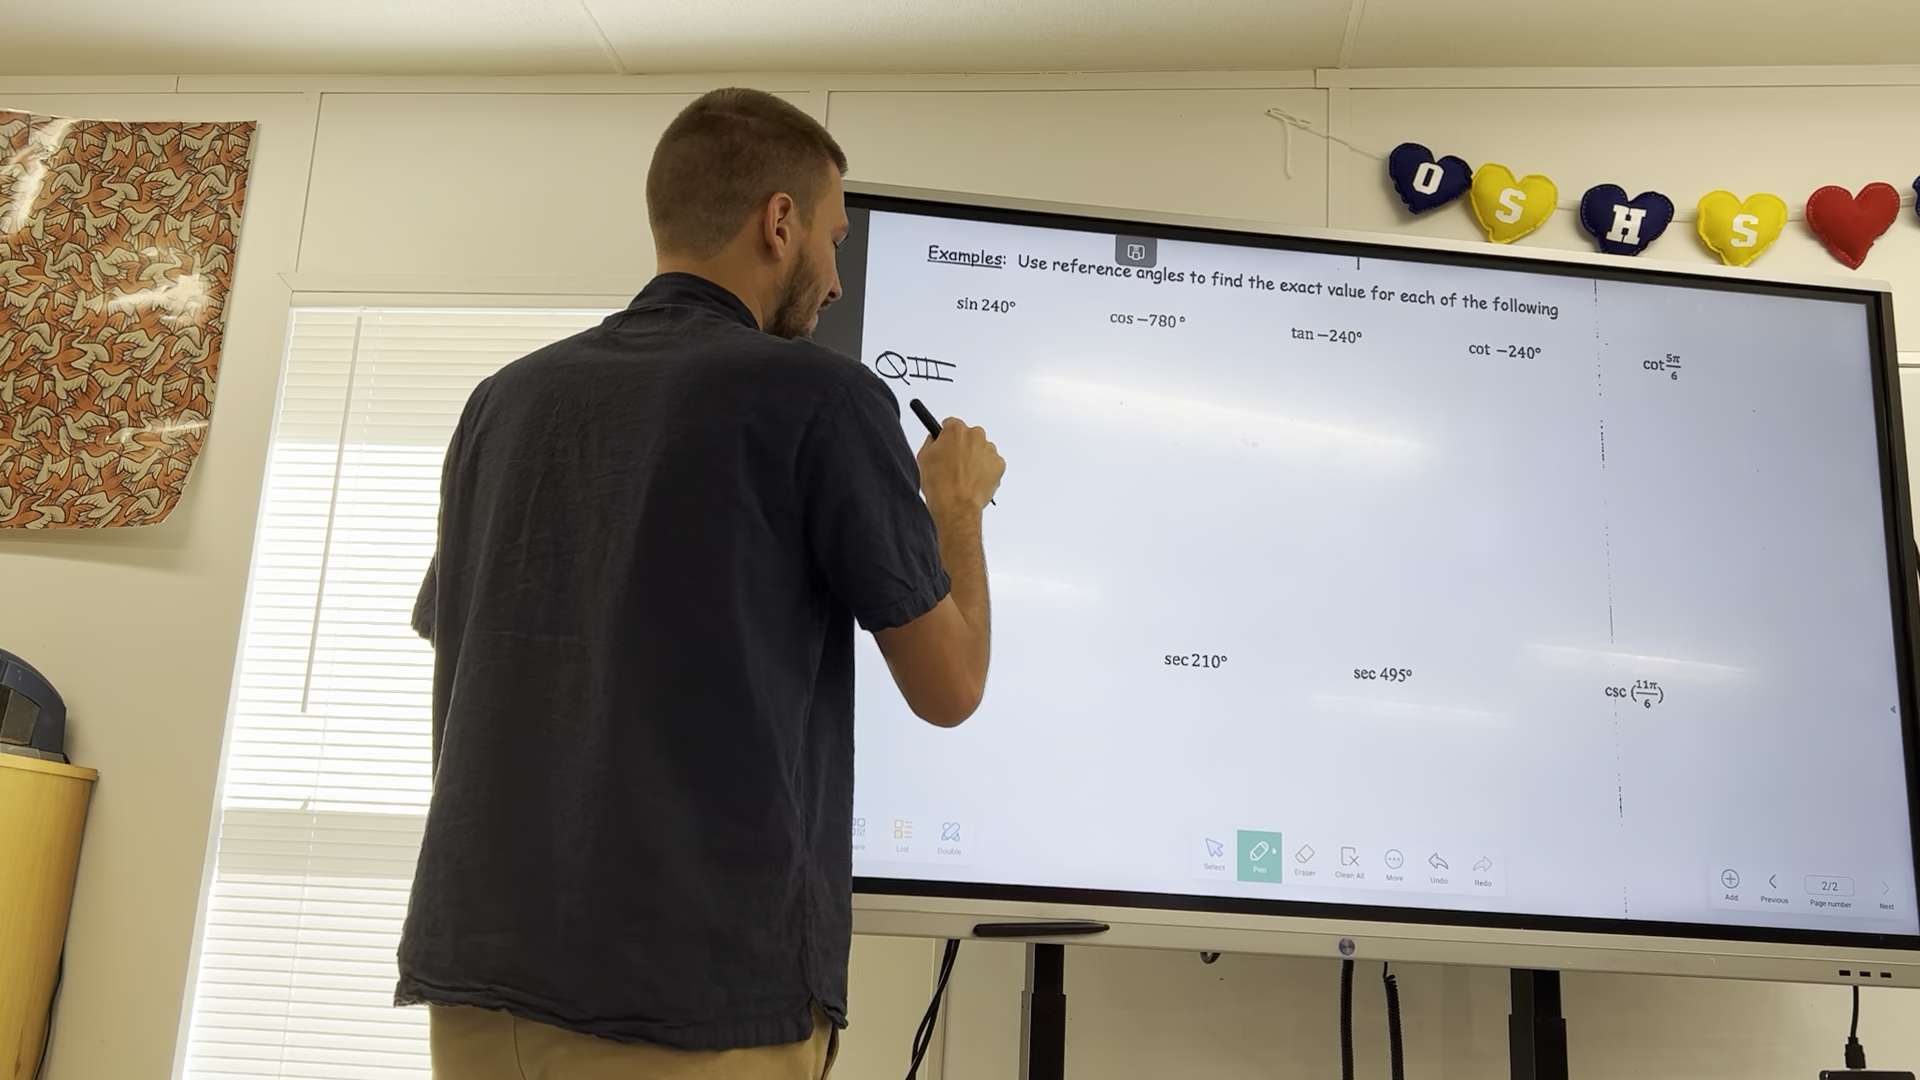 O S H S
Examples: Use reference angles to find the exact value for each of the following
sin 240°
cos −780°
tan −240°
cot −240°
cot 5π/6
QIII
sec 210°
sec 495°
csc (11π/6)
List
Double
Select
Pen
Eraser
Clean All
More
Undo
Redo
Add
Previous
2/2
Page number
Next